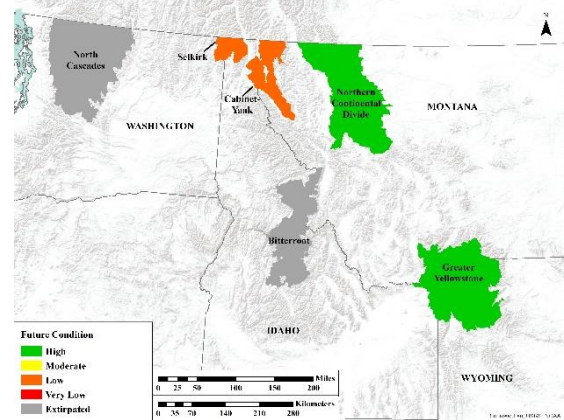 N
North
Cascades
Selkirk
Cabinet-
Yaak
Northern
Continental
Divide
MONTANA
WASHINGTON
Bitterroot
Greater
Yellowstone
IDAHO
WYOMING
Future Condition
High
Moderate
Low
Very Low
Extirpated
Miles
0 25 50 100 150 200
Kilometers
0 35 70 140 210 280